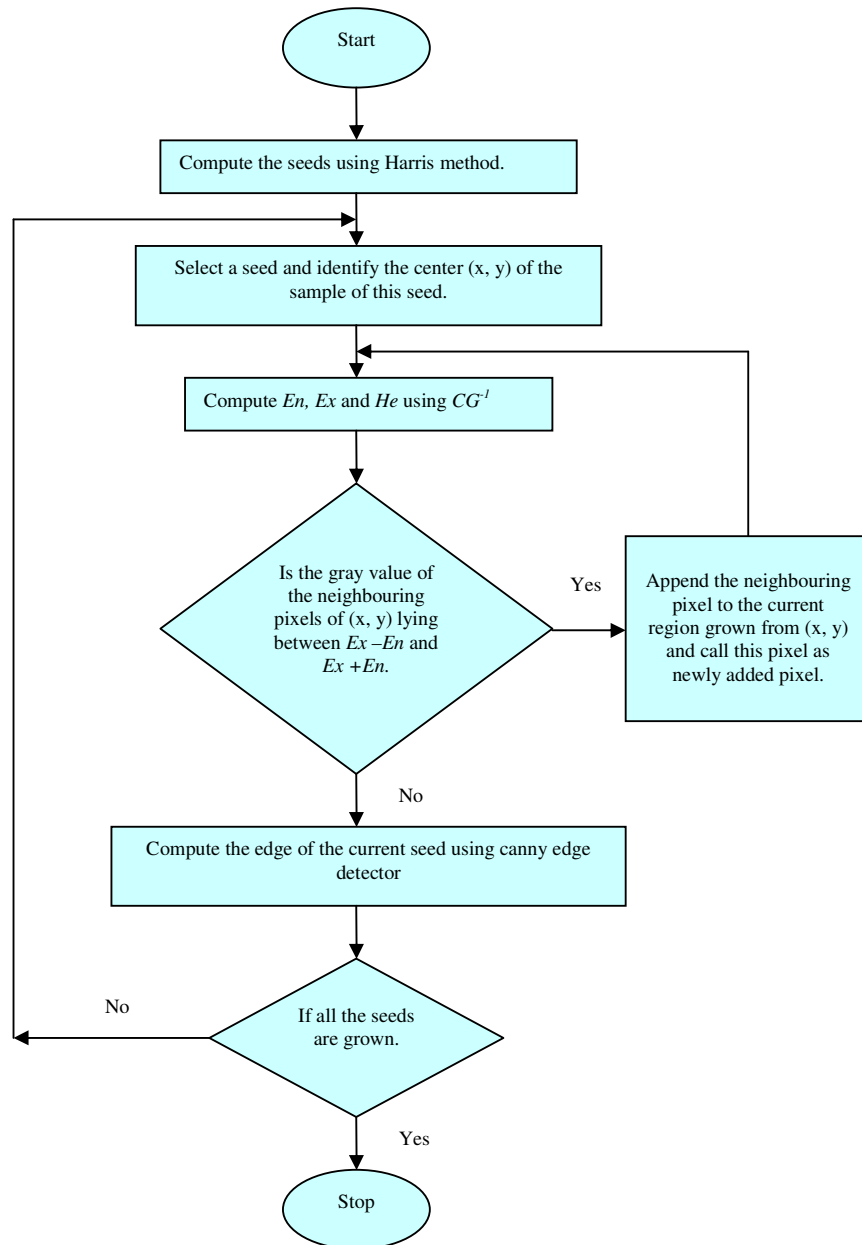 Start
Compute the seeds using Harris method.
Select a seed and identify the center (x, y) of the
sample of this seed.
Compute En, Ex and He using CG⁻¹
Is the gray value of
the neighbouring
pixels of (x, y) lying
between Ex –En and
Ex +En.
Yes
Append the neighbouring
pixel to the current
region grown from (x, y)
and call this pixel as
newly added pixel.
No
Compute the edge of the current seed using canny edge
detector
No
If all the seeds
are grown.
Yes
Stop